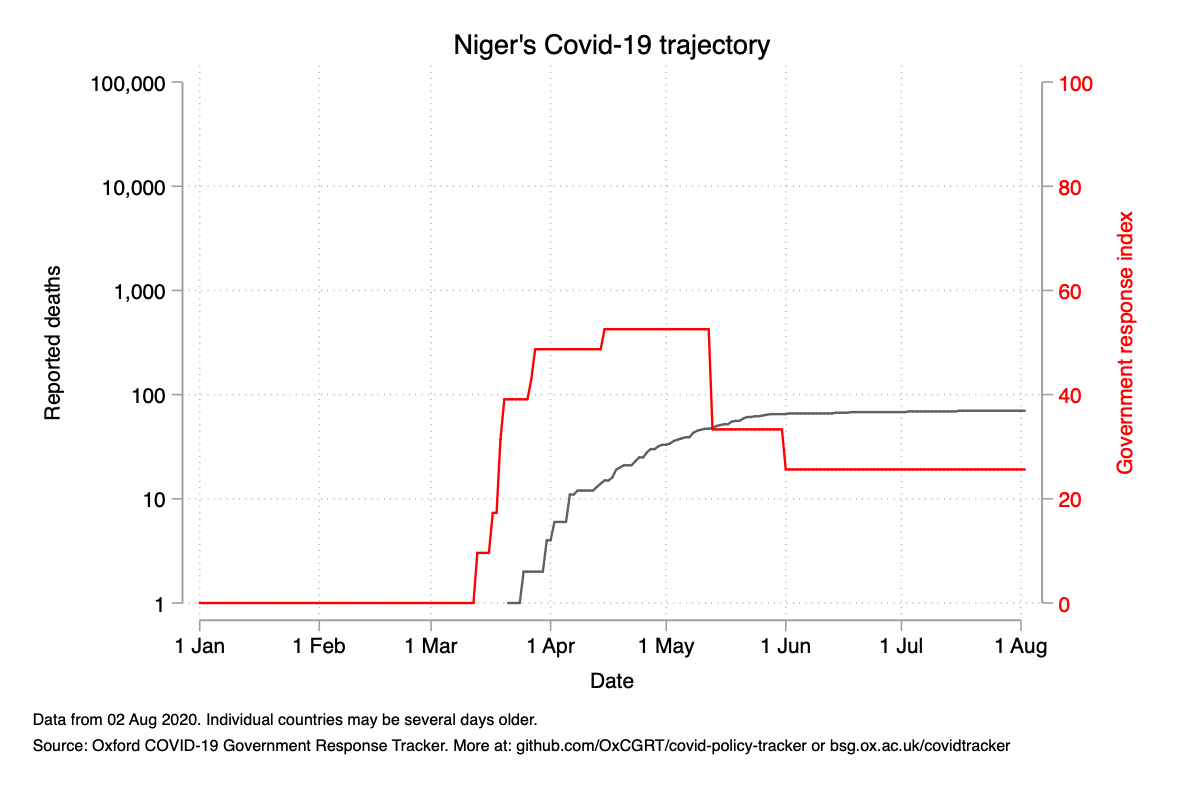 Niger's Covid-19 trajectory
100,000
10,000
1,000
100
10
1
Reported deaths
100
80
60
40
20
0
Government response index
1 Jan 1 Feb 1 Mar 1 Apr 1 May 1 Jun 1 Jul 1 Aug
Date
Data from 02 Aug 2020. Individual countries may be several days older.
Source: Oxford COVID-19 Government Response Tracker. More at: github.com/OxCGRT/covid-policy-tracker or bsg.ox.ac.uk/covidtracker